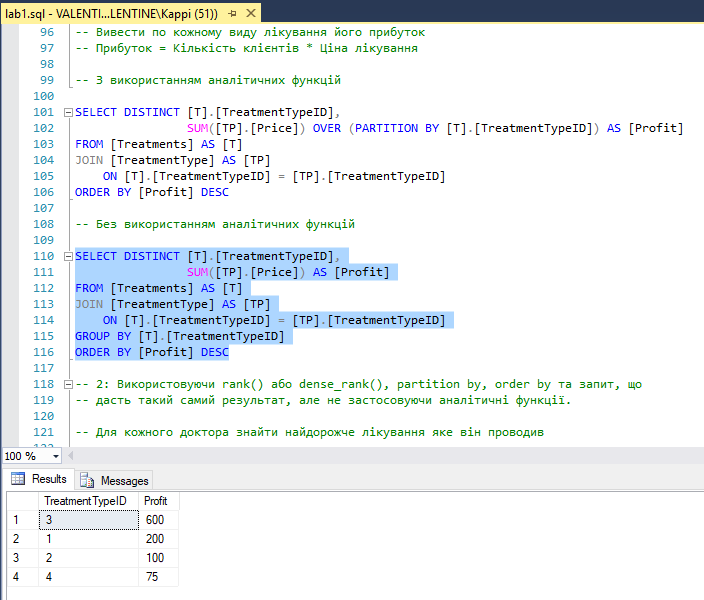 lab1.sql - VALENTI...LENTINE\Kappi (51))
96 -- Вивести по кожному виду лікування його прибуток
97 -- Прибуток = Кількість клієнтів * Ціна лікування
98
99 -- З використанням аналітичних функцій
100
101 SELECT DISTINCT [T].[TreatmentTypeID],
102 SUM([TP].[Price]) OVER (PARTITION BY [T].[TreatmentTypeID]) AS [Profit]
103 FROM [Treatments] AS [T]
104 JOIN [TreatmentType] AS [TP]
105 ON [T].[TreatmentTypeID] = [TP].[TreatmentTypeID]
106 ORDER BY [Profit] DESC
107
108 -- Без використанням аналітичних функцій
109
110 SELECT DISTINCT [T].[TreatmentTypeID],
111 SUM([TP].[Price]) AS [Profit]
112 FROM [Treatments] AS [T]
113 JOIN [TreatmentType] AS [TP]
114 ON [T].[TreatmentTypeID] = [TP].[TreatmentTypeID]
115 GROUP BY [T].[TreatmentTypeID]
116 ORDER BY [Profit] DESC
117
118 -- 2: Використовуючи rank() або dense_rank(), partition by, order by та запит, що
119 -- дасть такий самий результат, але не застосовуючи аналітичні функції.
120
121 -- Для кожного доктора знайти найдорожче лікування яке він проводив
100 %
Results Messages
TreatmentTypeID Profit
1 3 600
2 1 200
3 2 100
4 4 75